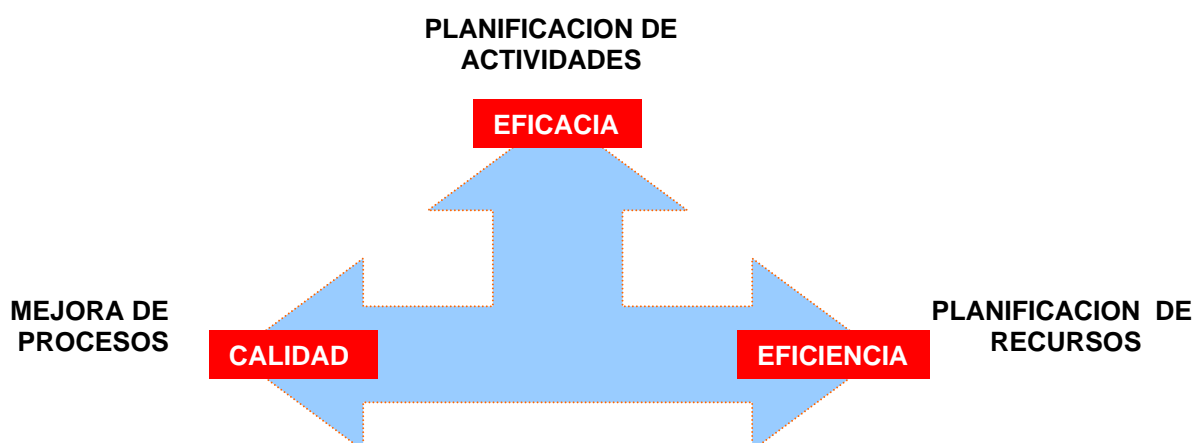 PLANIFICACION DE
ACTIVIDADES
EFICACIA
MEJORA DE
PROCESOS
CALIDAD
EFICIENCIA
PLANIFICACION DE
RECURSOS